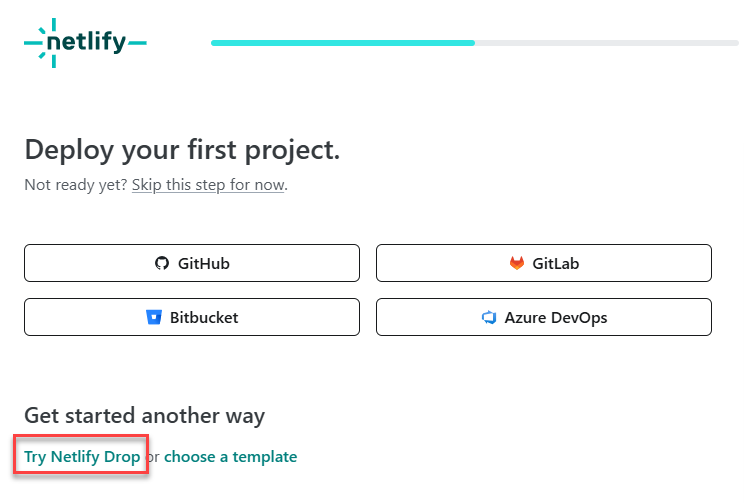 netlify
Deploy your first project.
Not ready yet? Skip this step for now.
GitHub
GitLab
Bitbucket
Azure DevOps
Get started another way
Try Netlify Drop or choose a template